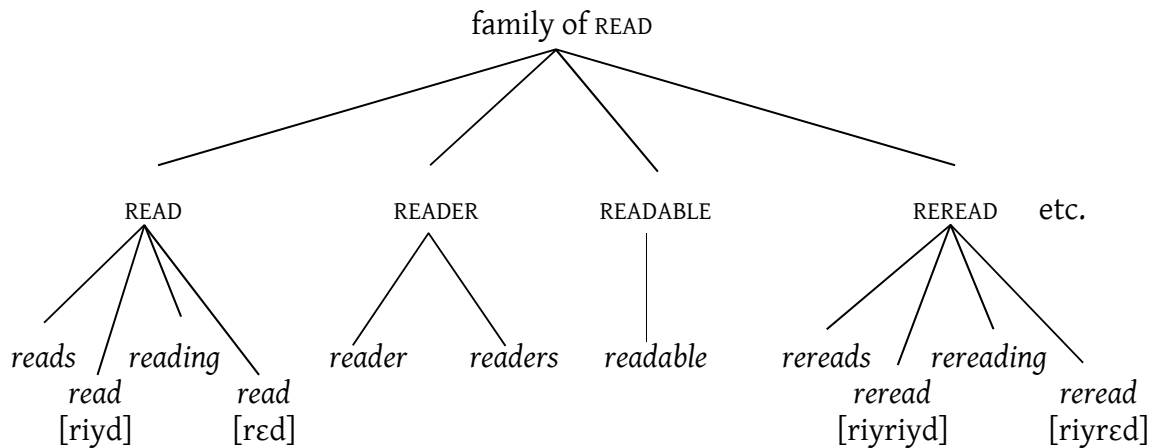 family of READ
READ READER READABLE REREAD etc.
reads reading reader readers readable rereads rereading
read read reread reread
[riyd] [rɛd] [riyriyd] [riyrɛd]